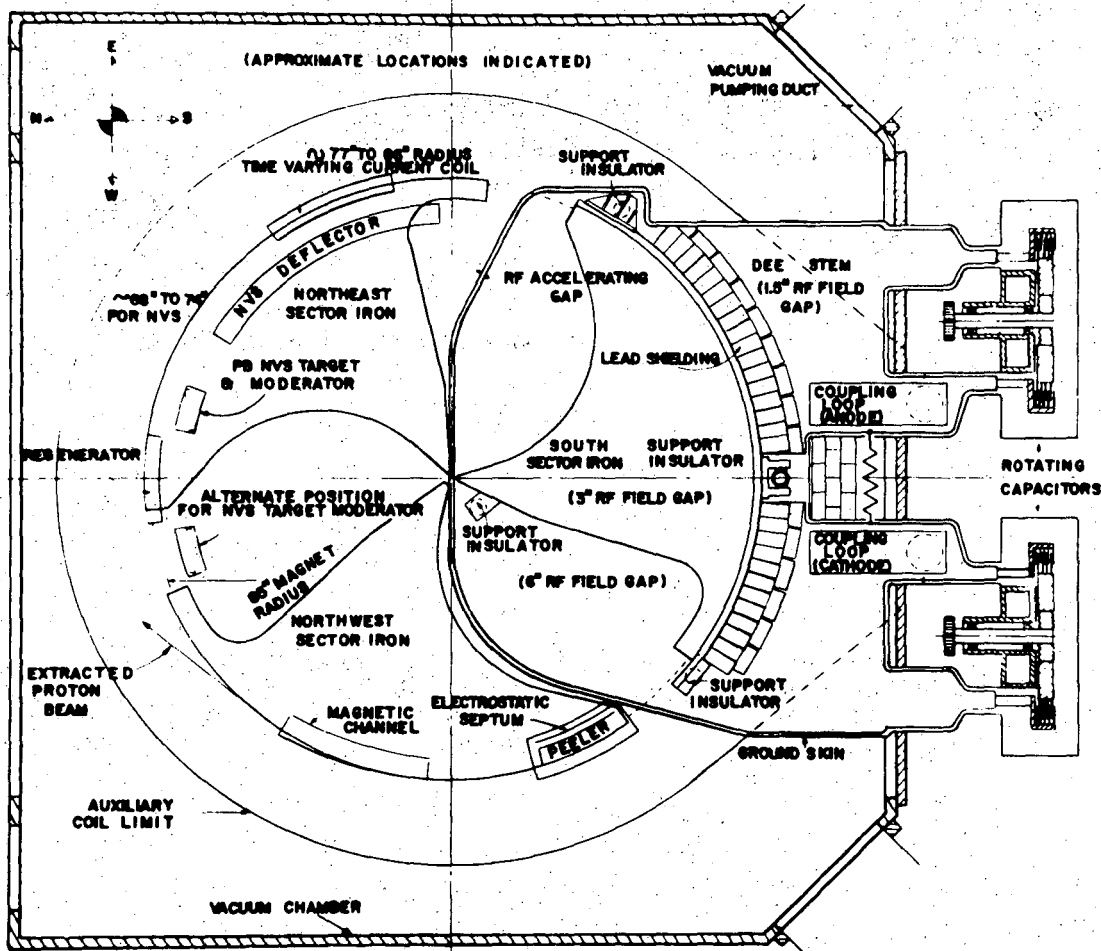 E
N
S
W
(APPROXIMATE LOCATIONS INDICATED)
VACUUM
PUMPING DUCT
~ 77" TO 86" RADIUS
TIME VARYING CURRENT COIL
SUPPORT
INSULATOR
NVS DEFLECTOR
RF ACCELERATING
GAP
DEE STEM
(1.5" RF FIELD
GAP)
NORTHEAST
SECTOR IRON
TO 74"
FOR NVS
LEAD SHIELDING
PB NVS TARGET
& MODERATOR
COUPLING
LOOP
(ANODE)
REGENERATOR
SOUTH
SECTOR IRON
SUPPORT
INSULATOR
ROTATING
CAPACITORS
ALTERNATE POSITION
FOR NVS TARGET MODERATOR
(3" RF FIELD GAP)
SUPPORT
INSULATOR
COUPLING
LOOP
(CATHODE)
MAGNET
RADIUS
(6" RF FIELD GAP)
NORTHWEST
SECTOR IRON
EXTRACTED
PROTON
BEAM
SUPPORT
INSULATOR
ELECTROSTATIC
SEPTUM
MAGNETIC
CHANNEL
PEELER
GROUND SKIN
AUXILIARY
COIL LIMIT
VACUUM CHAMBER